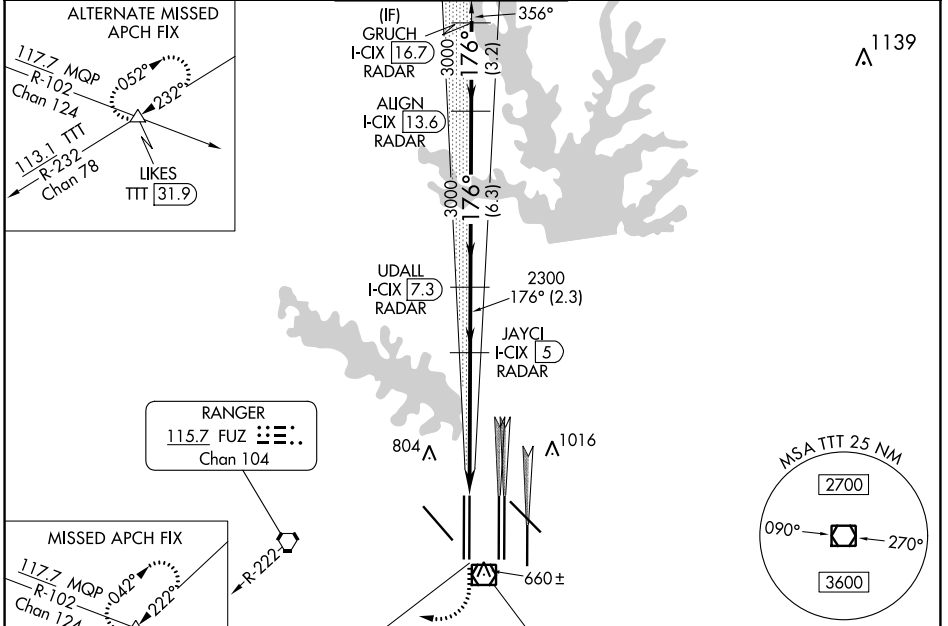 ALTERNATE MISSED
APCH FIX
117.7 MQP
R-102
Chan 124
052°
232°
113.1 TTT
R-232
Chan 78
LIKES
TTT 31.9
(IF)
GRUCH
I-CIX 16.7
RADAR
356°
3000
176°
(3.2)
1139
ALIGN
I-CIX 13.6
RADAR
3000
176°
(6.3)
UDALL
I-CIX 7.3
RADAR
2300
176° (2.3)
JAYCI
I-CIX 5
RADAR
RANGER
115.7 FUZ
Chan 104
804
1016
MSA TTT 25 NM
2700
090°
270°
3600
R-222
660 ±
MISSED APCH FIX
117.7 MQP
R-102
Chan 124
042°
222°